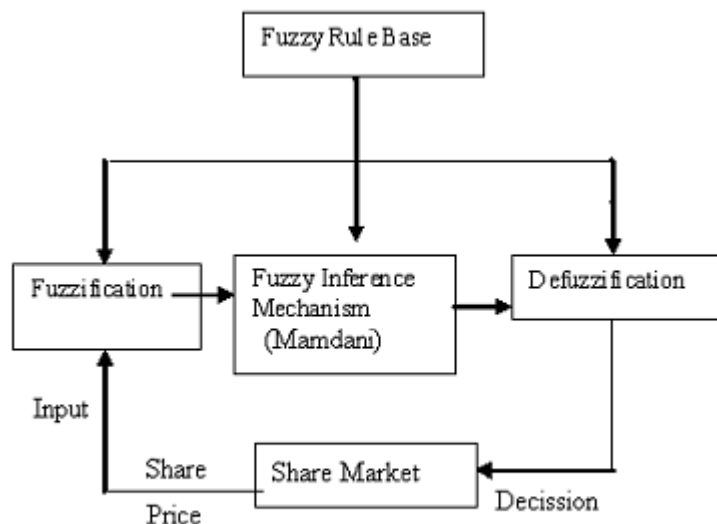 Fuzzy Rule Base
Fuzzification
Fuzzy Inference
Mechanism
(Mamdani)
Defuzzification
Input
Share
Price
Share Market
Decission